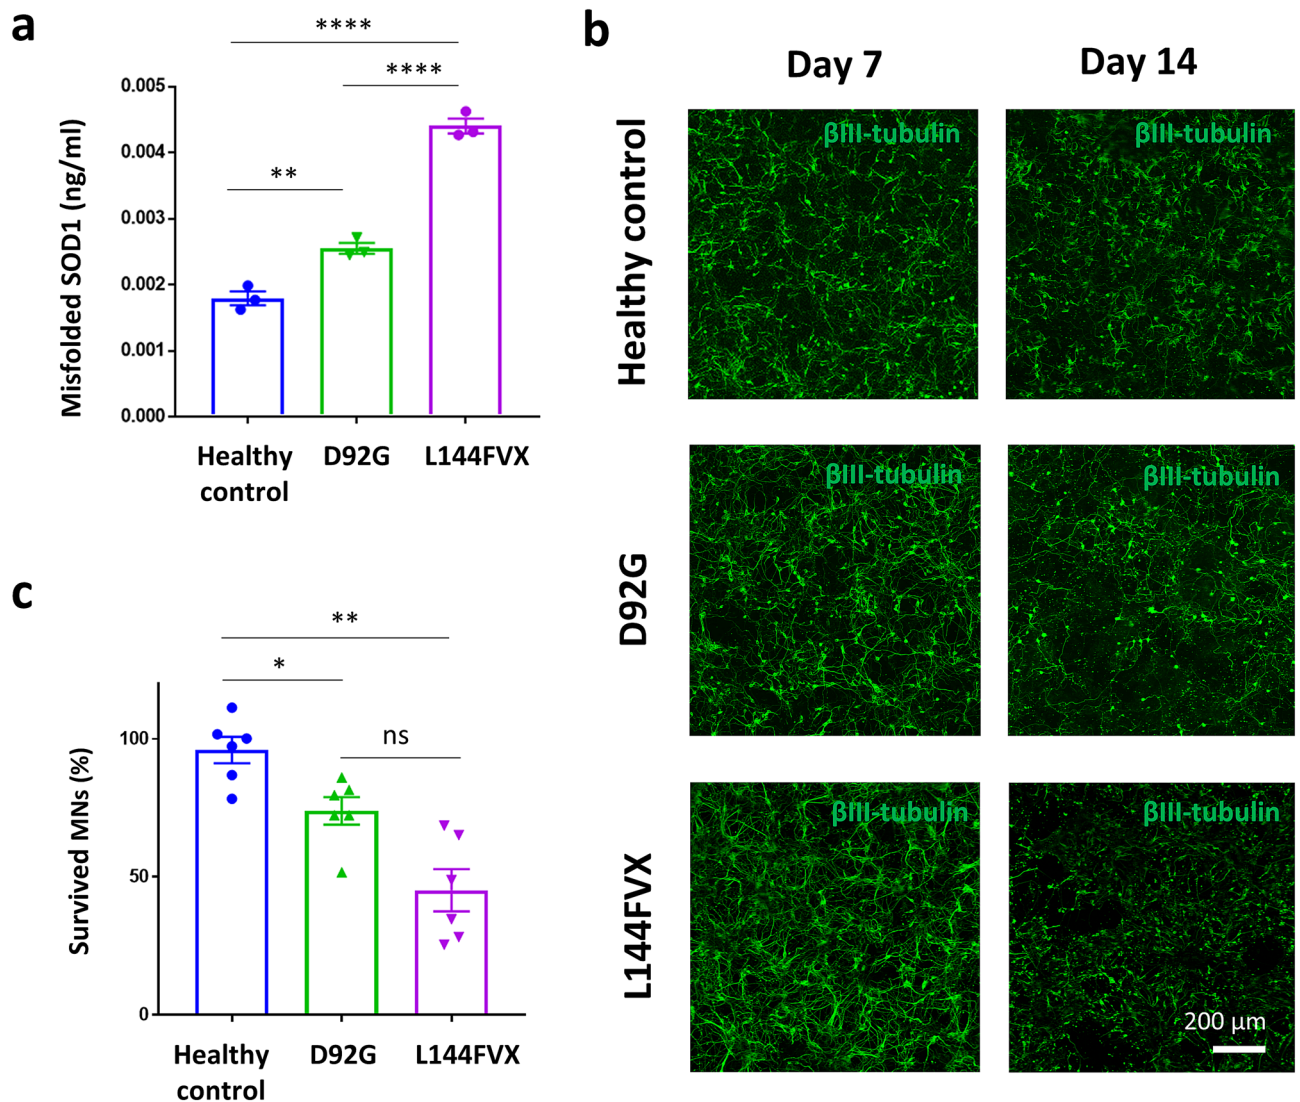 a
****
****
**
0.005
0.004
0.003
0.002
0.001
0.000
Misfolded SOD1 (ng/ml)
Healthy control
D92G
L144FVX
b
Day 7
Day 14
Healthy control
βIII-tubulin
βIII-tubulin
D92G
βIII-tubulin
βIII-tubulin
L144FVX
βIII-tubulin
βIII-tubulin
200 µm
c
**
*
ns
100
50
0
Survived MNs (%)
Healthy control
D92G
L144FVX